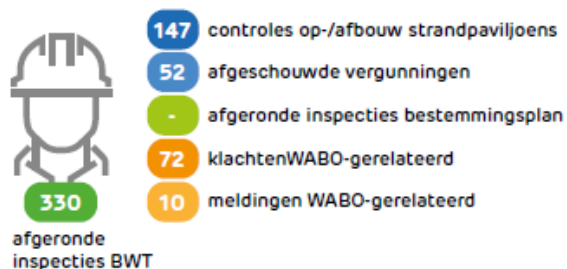 147 controles op-/afbouw strandpaviljoens
52 afgeschouwde vergunningen
- afgeronde inspecties bestemmingsplan
72 klachtenWABO-gerelateerd
10 meldingen WABO-gerelateerd
330
afgeronde
inspecties BWT